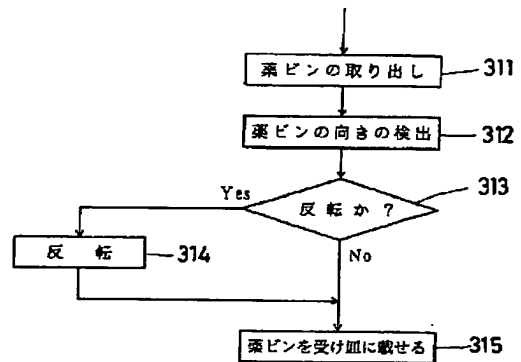 薬ビンの取り出し 311
薬ビンの向きの検出 312
反転か? 313
Yes
No
反転 314
薬ビンを受け皿に載せる 315